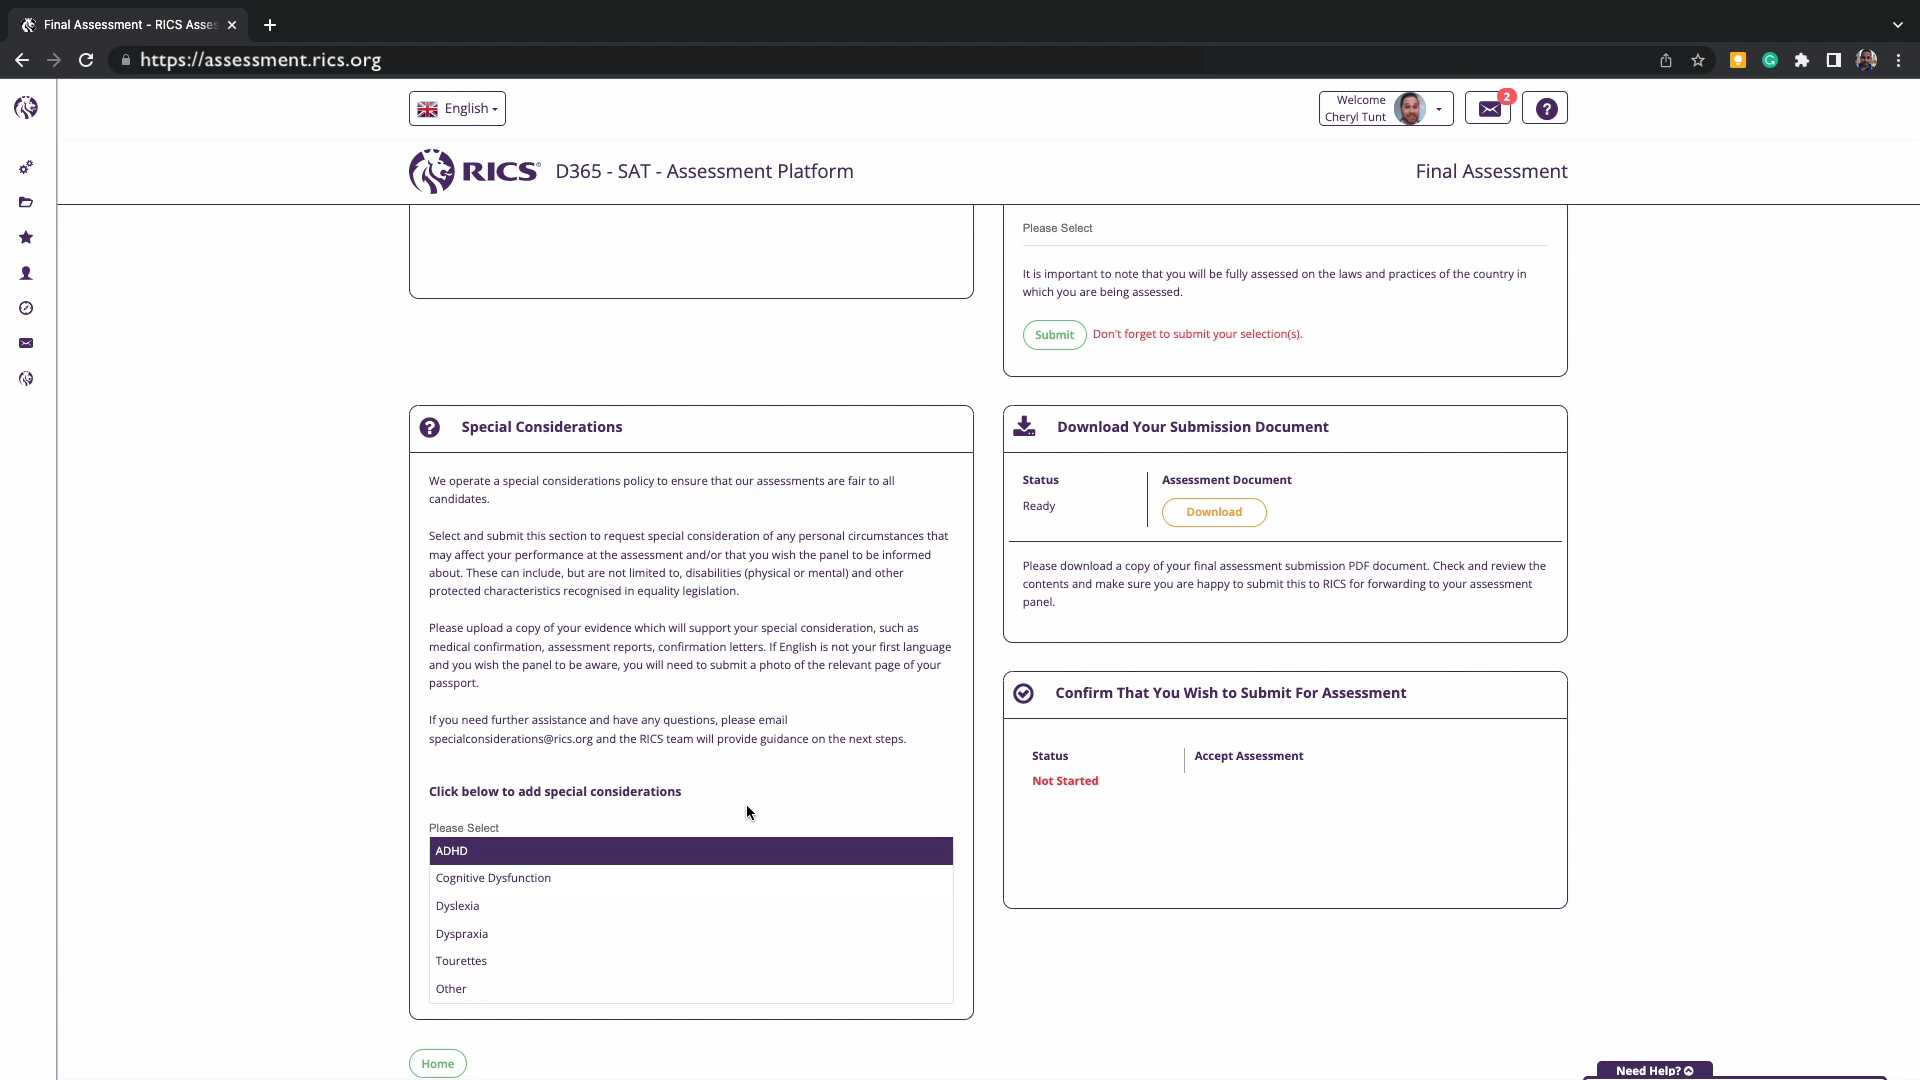 Final Assessment - RICS Asses
https://assessment.rics.org
English
Welcome
Cheryl Tunt
2
RICS
D365 - SAT - Assessment Platform
Final Assessment
Please Select
It is important to note that you will be fully assessed on the laws and practices of the country in
which you are being assessed.
Submit
Don't forget to submit your selection(s).
Special Considerations
We operate a special considerations policy to ensure that our assessments are fair to all
candidates.
Select and submit this section to request special consideration of any personal circumstances that
may affect your performance at the assessment and/or that you wish the panel to be informed
about. These can include, but are not limited to, disabilities (physical or mental) and other
protected characteristics recognised in equality legislation.
Please upload a copy of your evidence which will support your special consideration, such as
medical confirmation, assessment reports, confirmation letters. If English is not your first language
and you wish the panel to be aware, you will need to submit a photo of the relevant page of your
passport.
If you need further assistance and have any questions, please email
specialconsiderations@rics.org and the RICS team will provide guidance on the next steps.
Click below to add special considerations
Please Select
ADHD
Cognitive Dysfunction
Dyslexia
Dyspraxia
Tourettes
Other
Home
Download Your Submission Document
Status
Assessment Document
Ready
Download
Please download a copy of your final assessment submission PDF document. Check and review the
contents and make sure you are happy to submit this to RICS for forwarding to your assessment
panel.
Confirm That You Wish to Submit For Assessment
Status
Accept Assessment
Not Started
Need Help?